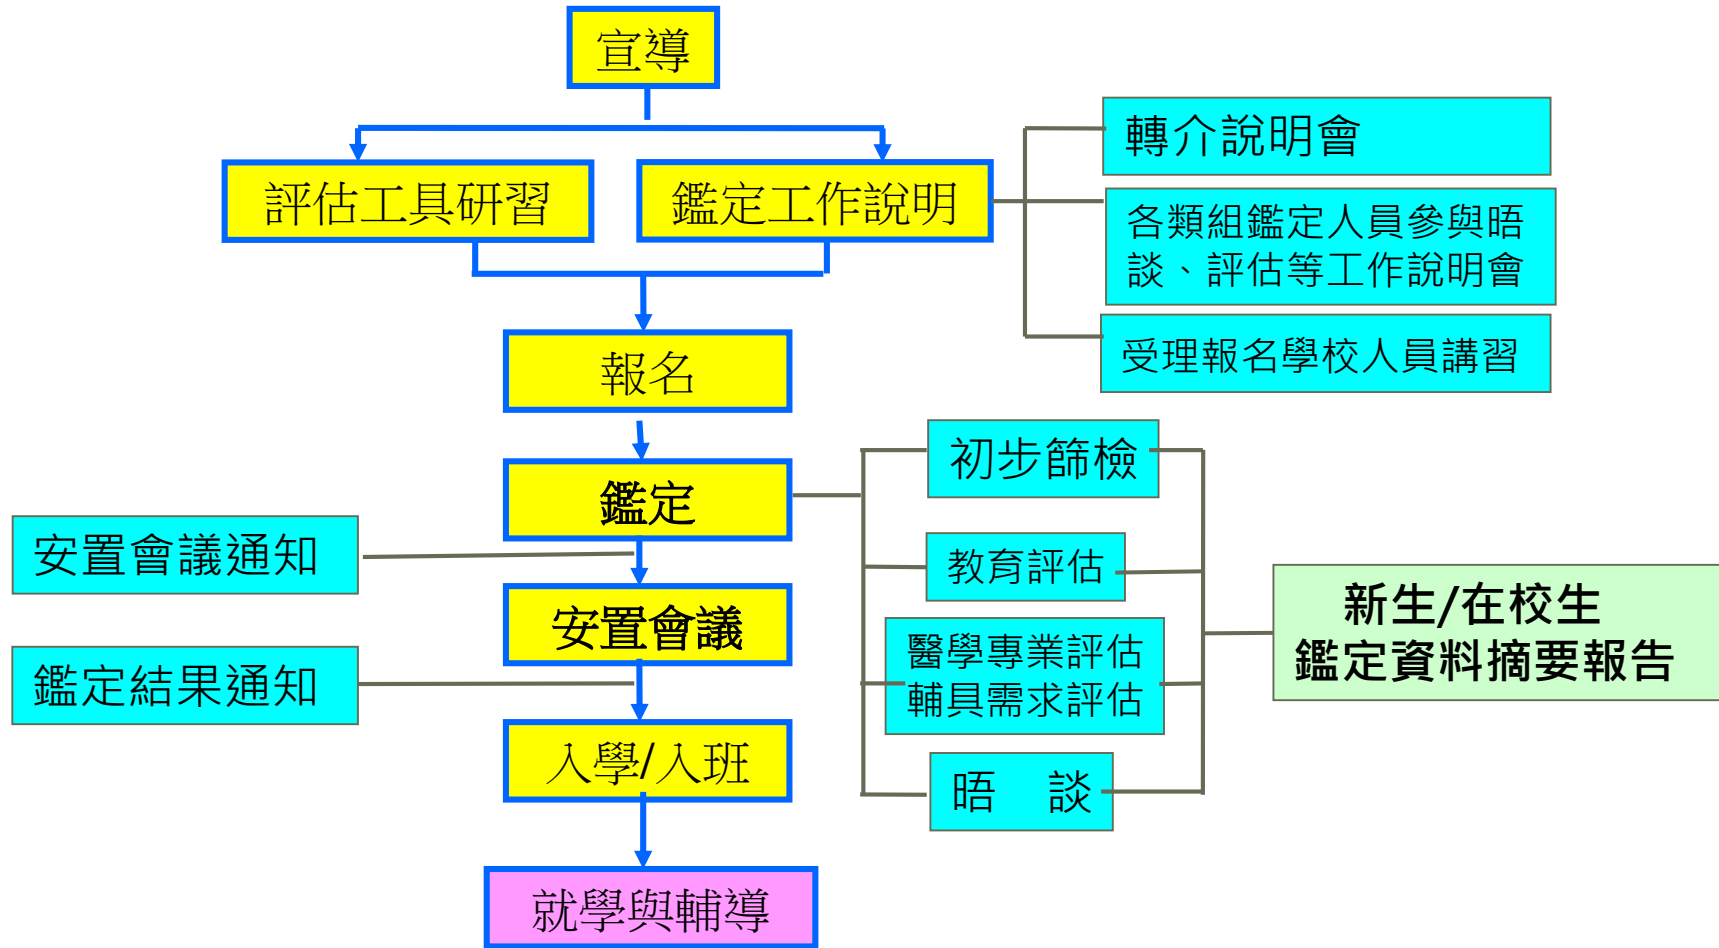 宣導
評估工具研習
鑑定工作說明
轉介說明會
各類組鑑定人員參與晤
談、評估等工作說明會
受理報名學校人員講習
報名
鑑定
初步篩檢
教育評估
醫學專業評估
輔具需求評估
晤 談
新生/在校生
鑑定資料摘要報告
安置會議通知
安置會議
鑑定結果通知
入學/入班
就學與輔導